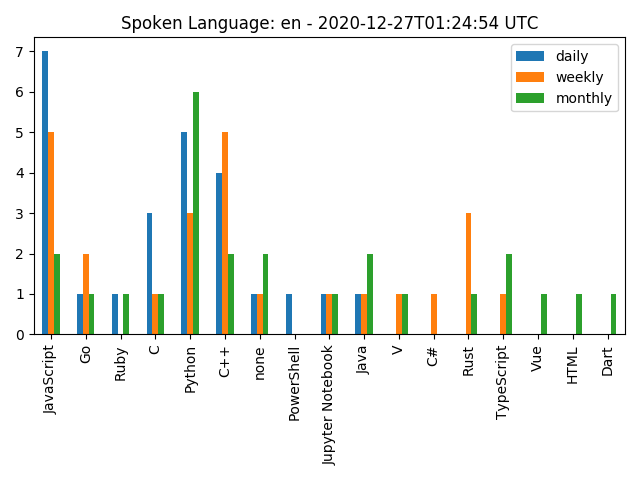 Spoken Language: en - 2020-12-27T01:24:54 UTC
daily
weekly
monthly
7
6
5
4
3
2
1
0
JavaScript
Go
Ruby
C
Python
C++
none
PowerShell
Jupyter Notebook
Java
V
C#
Rust
TypeScript
Vue
HTML
Dart